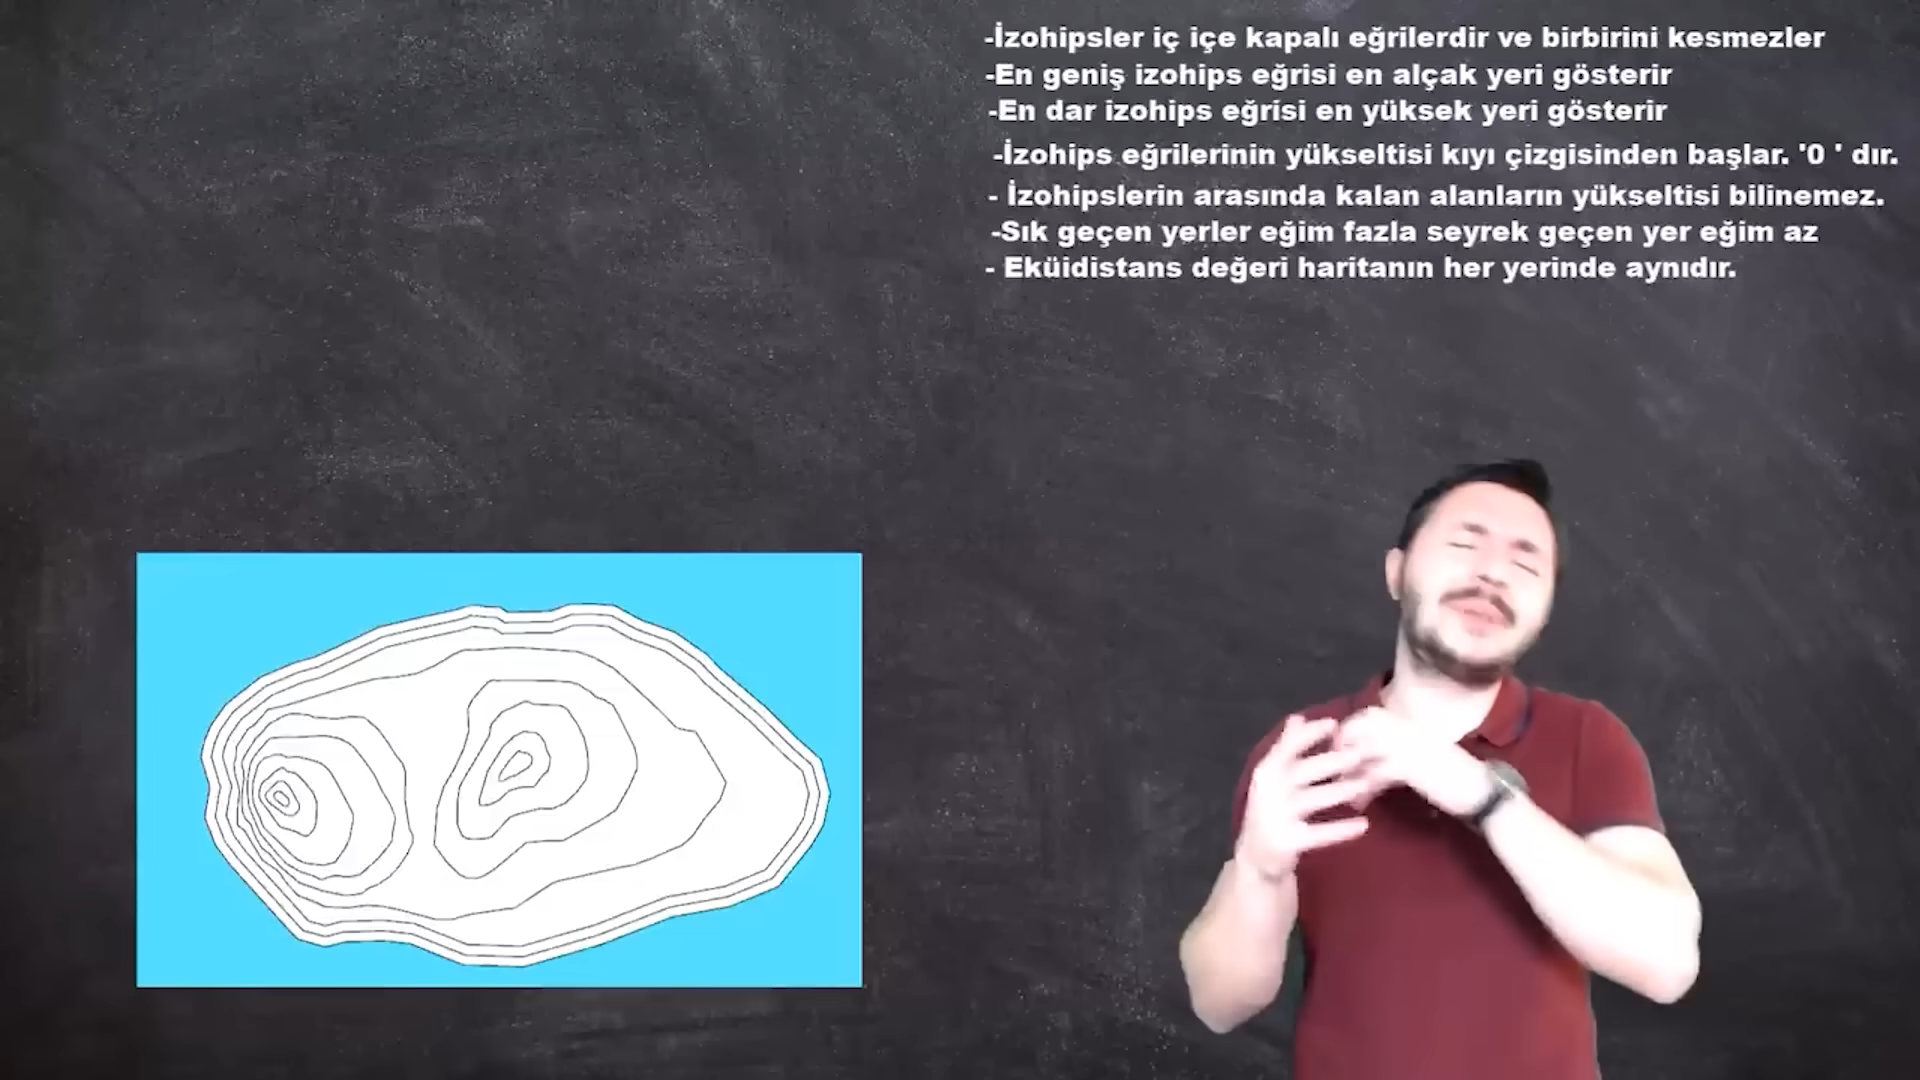 -İzohipsler iç içe kapalı eğrilerdir ve birbirini kesmezler
-En geniş izohips eğrisi en alçak yeri gösterir
-En dar izohips eğrisi en yüksek yeri gösterir
-İzohips eğrilerinin yükseltisi kıyı çizgisinden başlar. '0 ' dır.
- İzohipslerin arasında kalan alanların yükseltisi bilinemez.
-Sık geçen yerler eğim fazla seyrek geçen yer eğim az
- Eküidistans değeri haritanın her yerinde aynıdır.